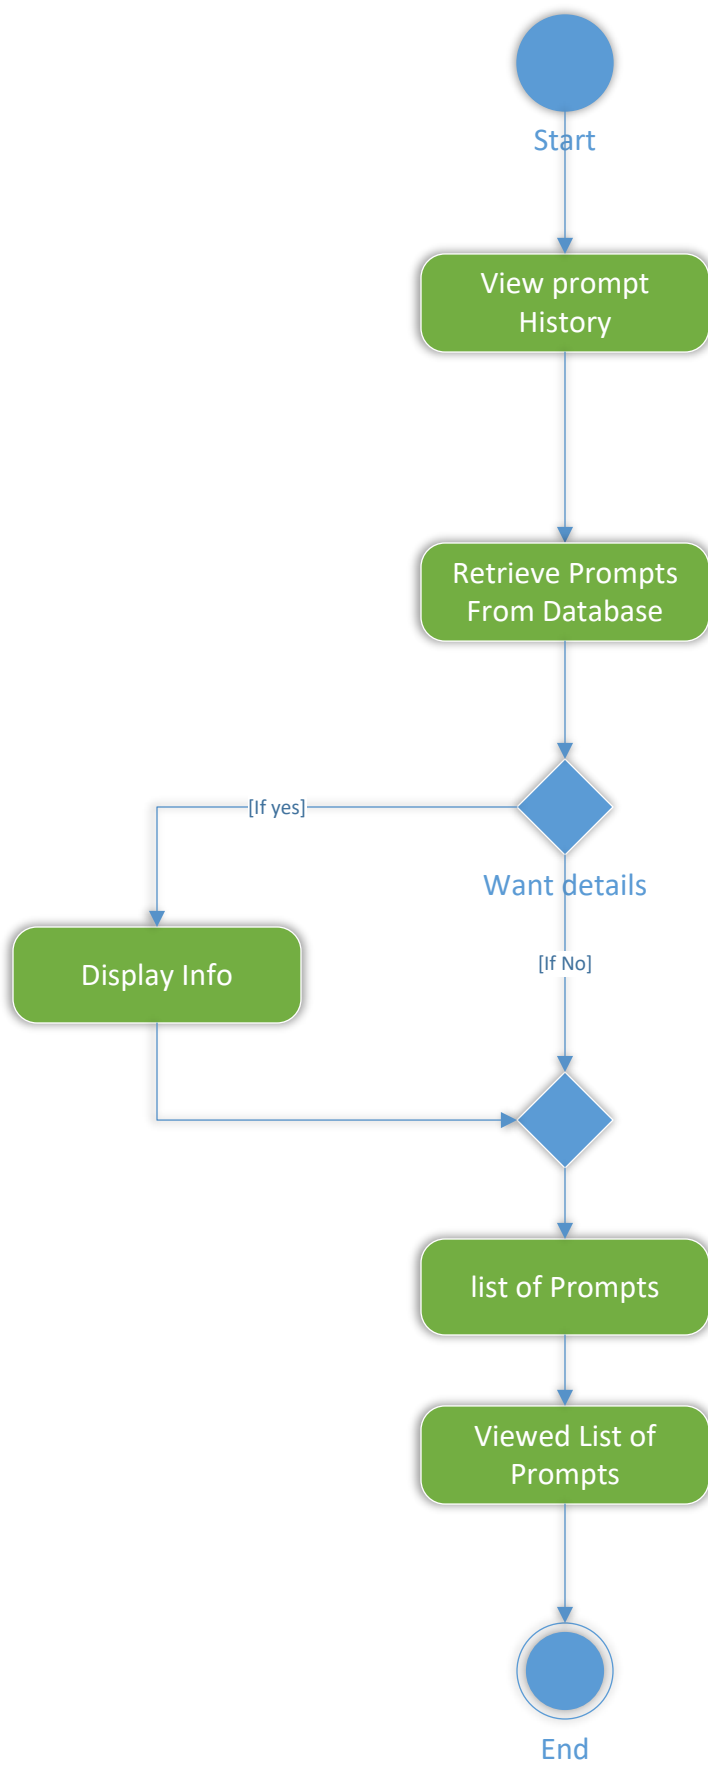 Start
View prompt
History
Retrieve Prompts
From Database
[If yes]
Want details
[If No]
Display Info
list of Prompts
Viewed List of
Prompts
End